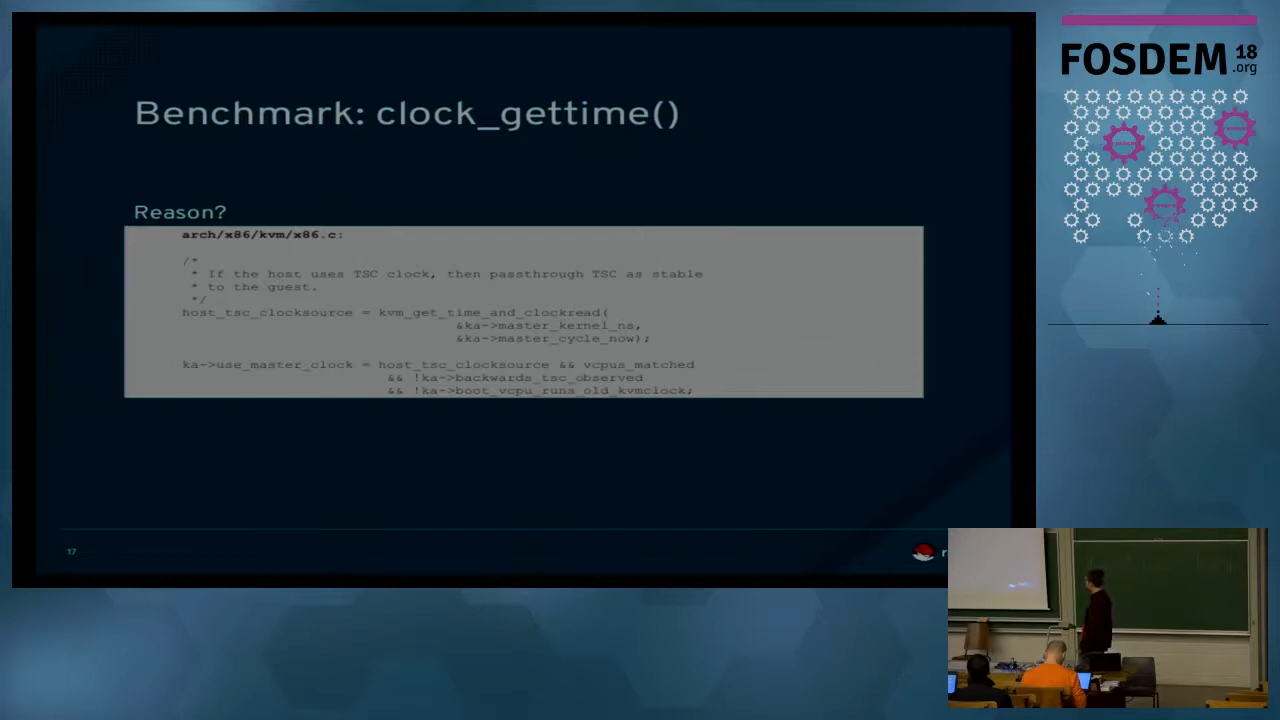 Benchmark: clock_gettime()
Reason?
arch/x86/kvm/x86.c:
/*
* If the host uses TSC clock, then passthrough TSC as stable
* to the guest.
*/
host_tsc_clocksource = kvm_get_time_and_clockread(
&ka->master_kernel_ns,
&ka->master_cycle_now);
ka->use_master_clock = host_tsc_clocksource && vcpus_matched
&& !ka->backwards_tsc_observed
&& !ka->boot_vcpu_runs_old_kvmclock;
17
FOSDEM 18
.org